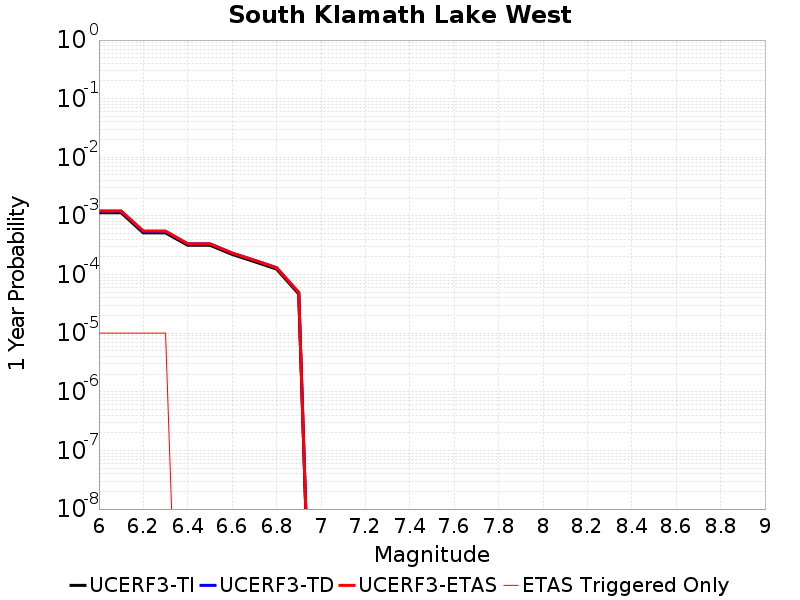 South Klamath Lake West
1 Year Probability
10^0
10^-1
10^-2
10^-3
10^-4
10^-5
10^-6
10^-7
10^-8
6 6.2 6.4 6.6 6.8 7 7.2 7.4 7.6 7.8 8 8.2 8.4 8.6 8.8 9
Magnitude
UCERF3-TI UCERF3-TD UCERF3-ETAS ETAS Triggered Only